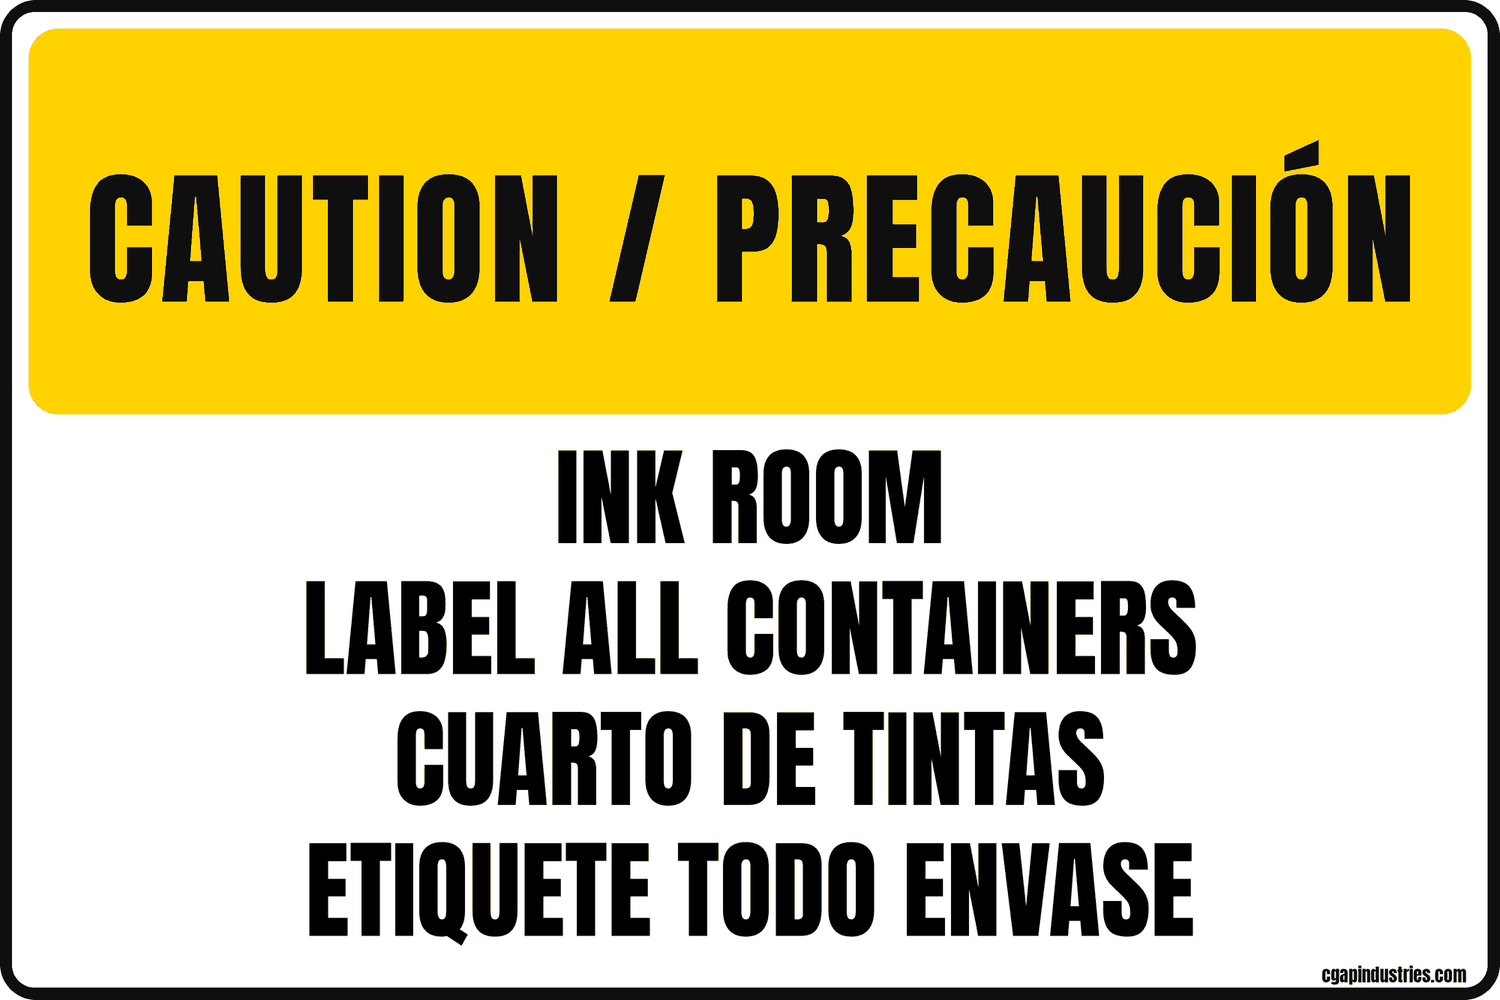 CAUTION / PRECAUCIÓN
INK ROOM
LABEL ALL CONTAINERS
CUARTO DE TINTAS
ETIQUETE TODO ENVASE
cgapindustries.com